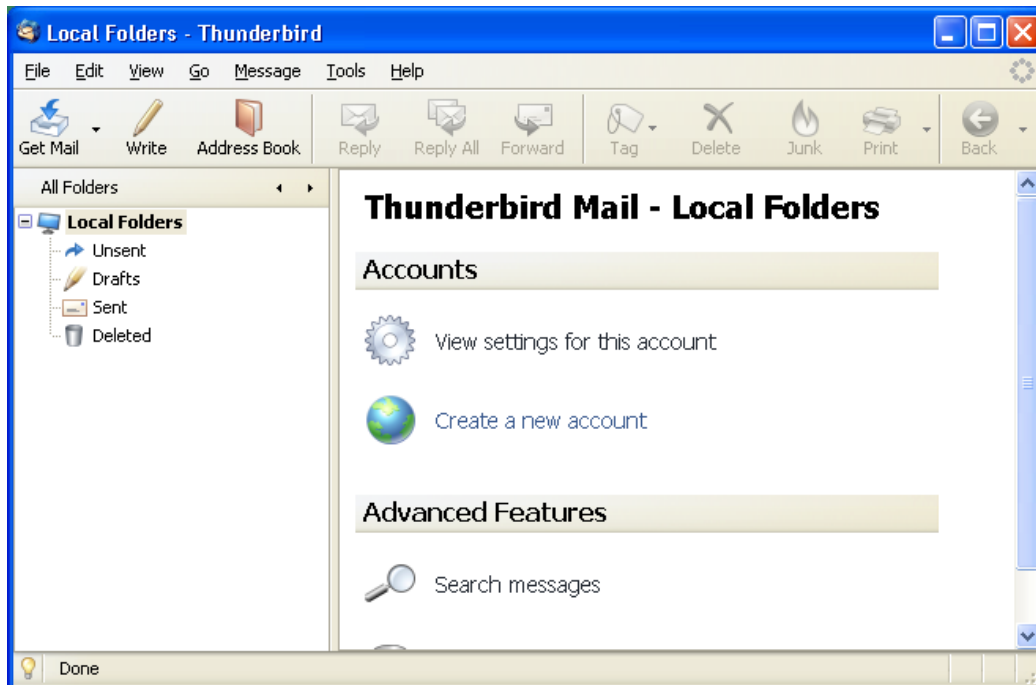 Local Folders - Thunderbird
File Edit View Go Message Tools Help
Get Mail Write Address Book Reply Reply All Forward Tag Delete Junk Print Back
All Folders
Local Folders
Unsent
Drafts
Sent
Deleted
Thunderbird Mail - Local Folders
Accounts
View settings for this account
Create a new account
Advanced Features
Search messages
Done